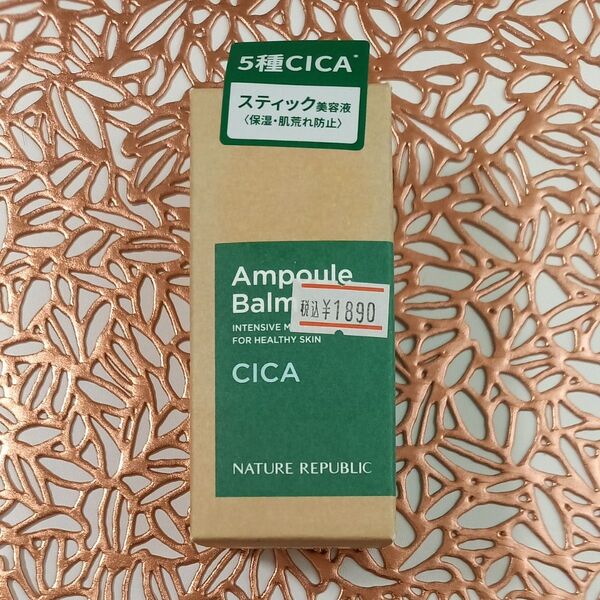 5種CICA*
スティック美容液
〈保湿・肌荒れ防止〉
Ampoule
Balm
税込¥1890
INTENSIVE M
FOR HEALTHY SKIN
CICA
NATURE REPUBLIC